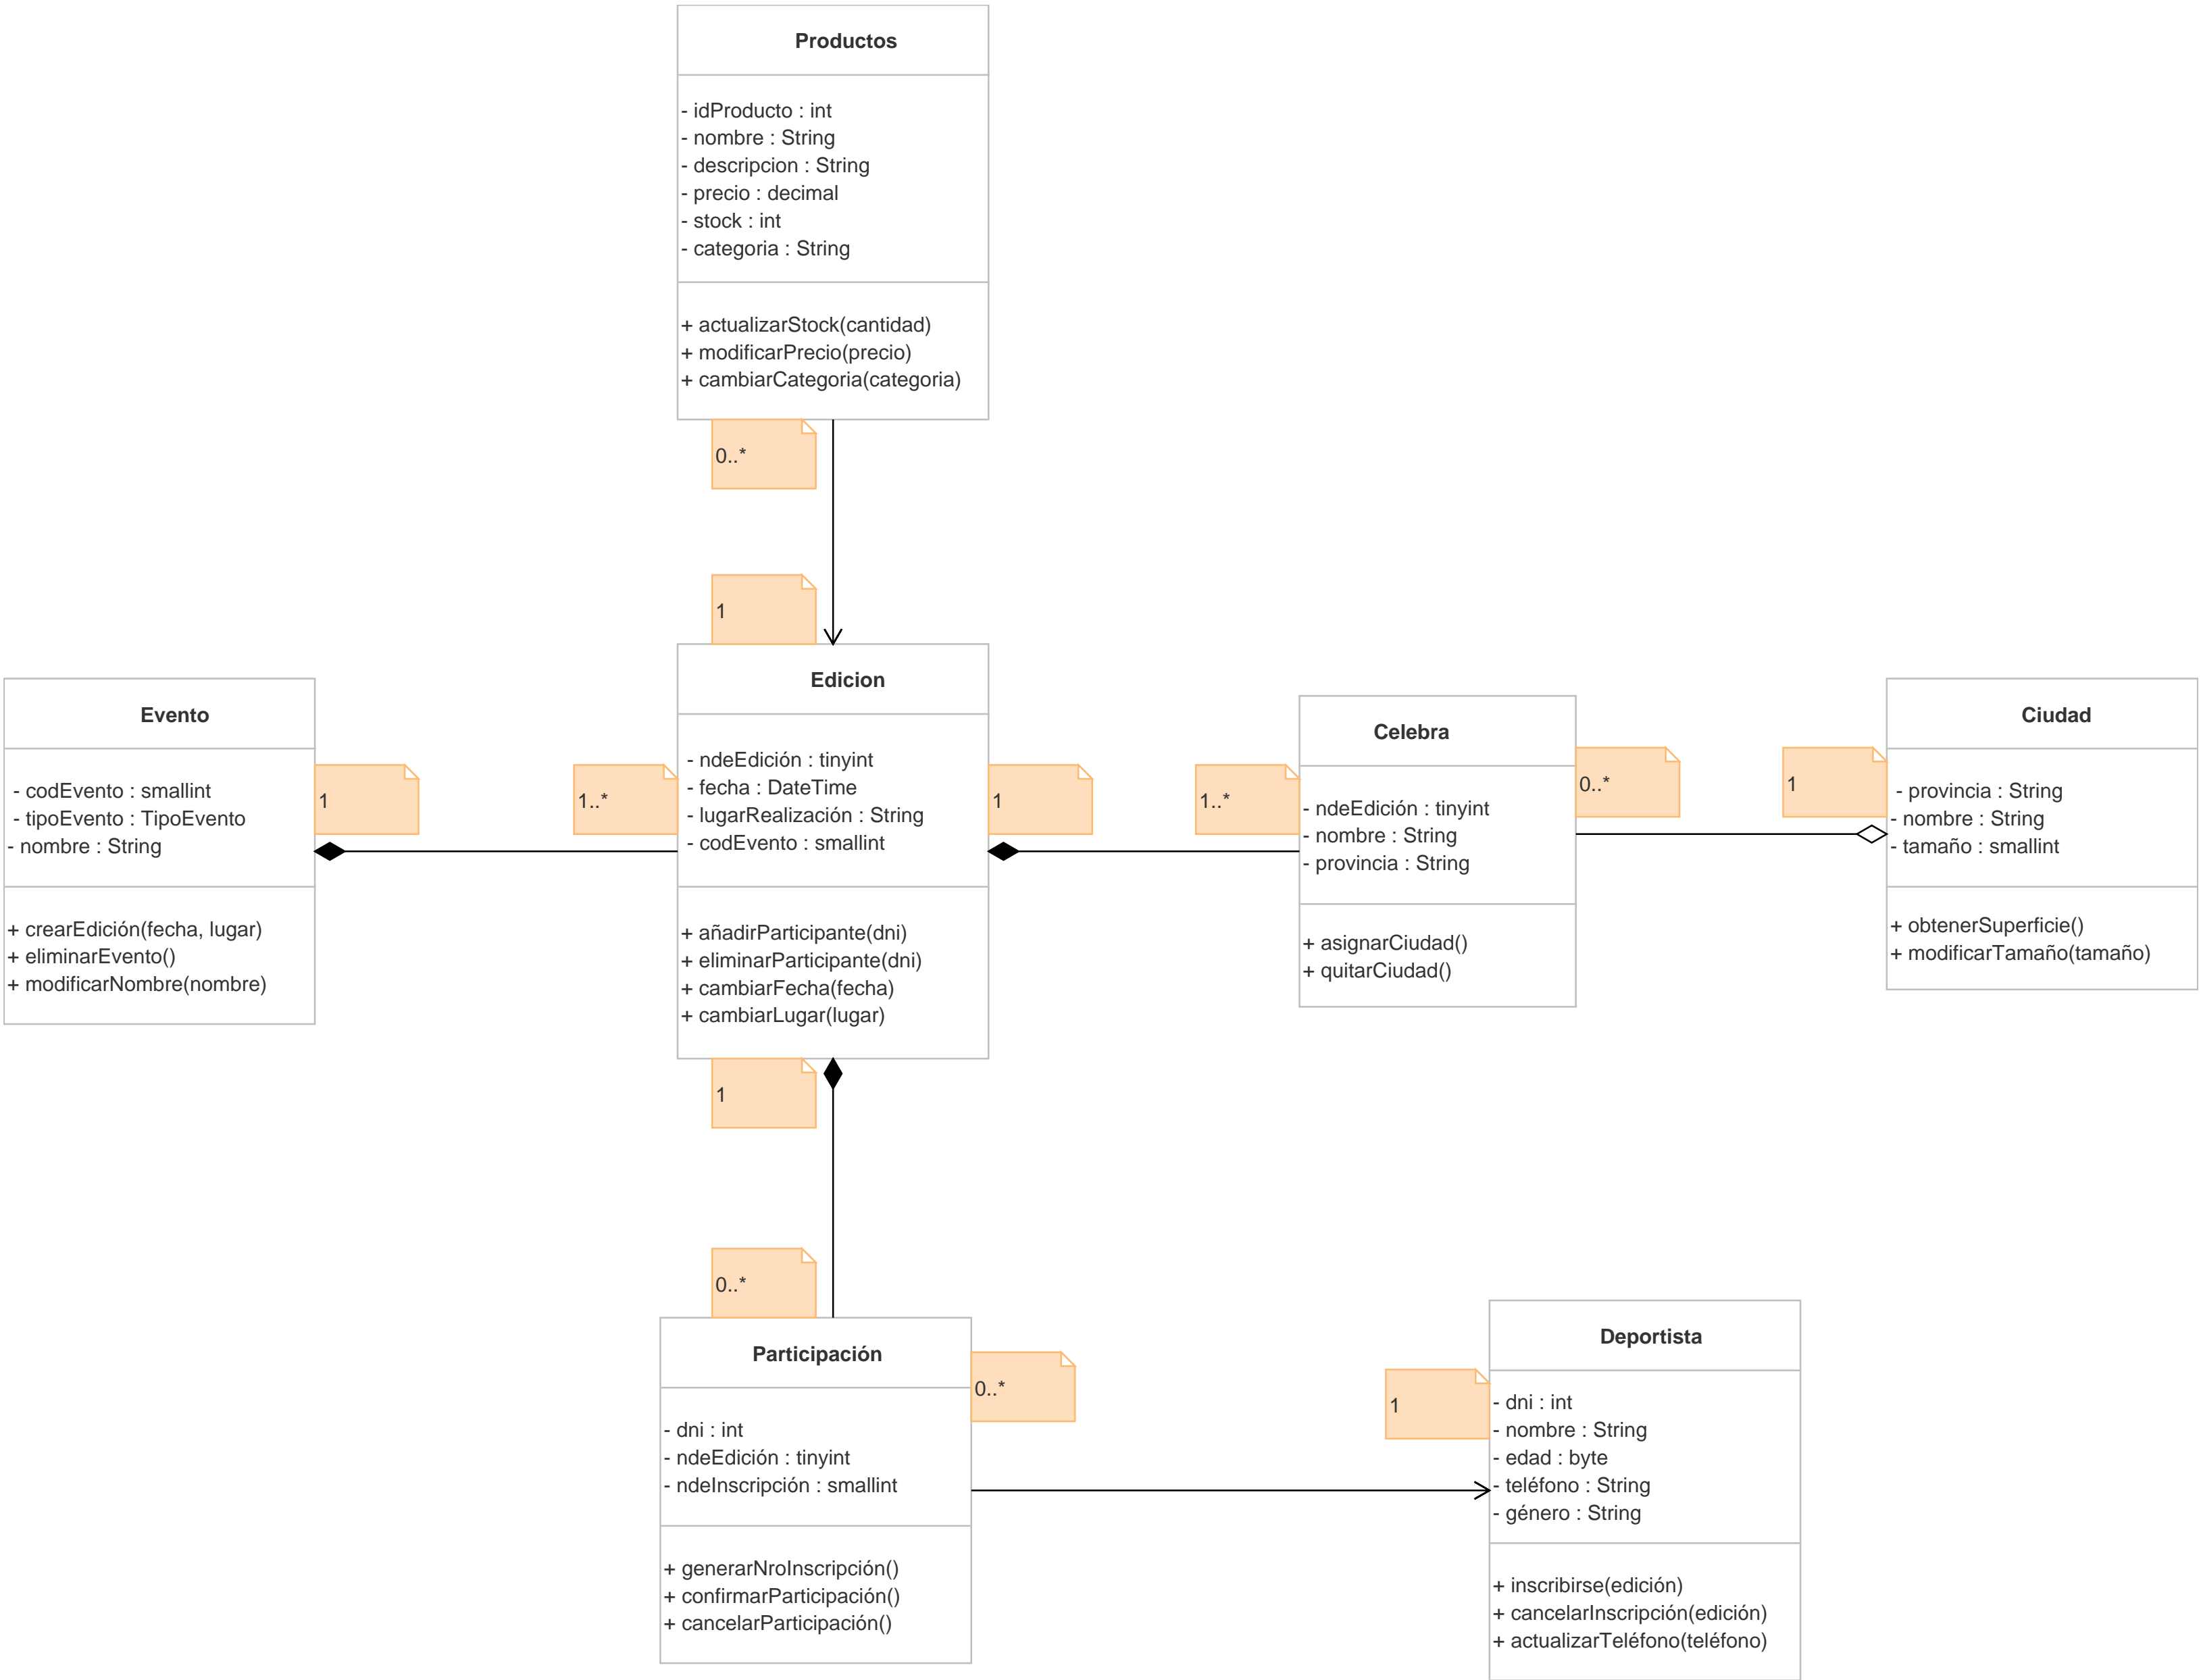 Productos
- idProducto : int
- nombre : String
- descripcion : String
- precio : decimal
- stock : int
- categoria : String
+ actualizarStock(cantidad)
+ modificarPrecio(precio)
+ cambiarCategoria(categoria)
0..*
1
Evento
- codEvento : smallint
- tipoEvento : TipoEvento
- nombre : String
+ crearEdición(fecha, lugar)
+ eliminarEvento()
+ modificarNombre(nombre)
1
1..*
Edicion
- ndeEdición : tinyint
- fecha : DateTime
- lugarRealización : String
- codEvento : smallint
+ añadirParticipante(dni)
+ eliminarParticipante(dni)
+ cambiarFecha(fecha)
+ cambiarLugar(lugar)
1
1..*
Celebra
- ndeEdición : tinyint
- nombre : String
- provincia : String
+ asignarCiudad()
+ quitarCiudad()
0..*
1
Ciudad
- provincia : String
- nombre : String
- tamaño : smallint
+ obtenerSuperficie()
+ modificarTamaño(tamaño)
1
0..*
Participación
- dni : int
- ndeEdición : tinyint
- ndeInscripción : smallint
+ generarNroInscripción()
+ confirmarParticipación()
+ cancelarParticipación()
0..*
1
Deportista
- dni : int
- nombre : String
- edad : byte
- teléfono : String
- género : String
+ inscribirse(edición)
+ cancelarInscripción(edición)
+ actualizarTeléfono(teléfono)